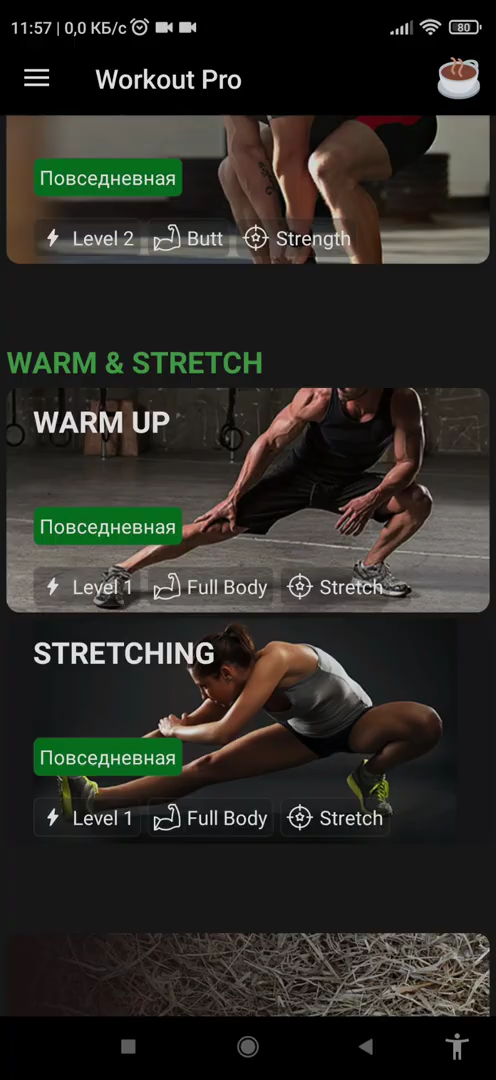 11:57 | 0,0 КБ/с 80
Workout Pro
Повседневная
Level 2 Butt Strength
WARM & STRETCH
WARM UP
Повседневная
Level 1 Full Body Stretch
STRETCHING
Повседневная
Level 1 Full Body Stretch